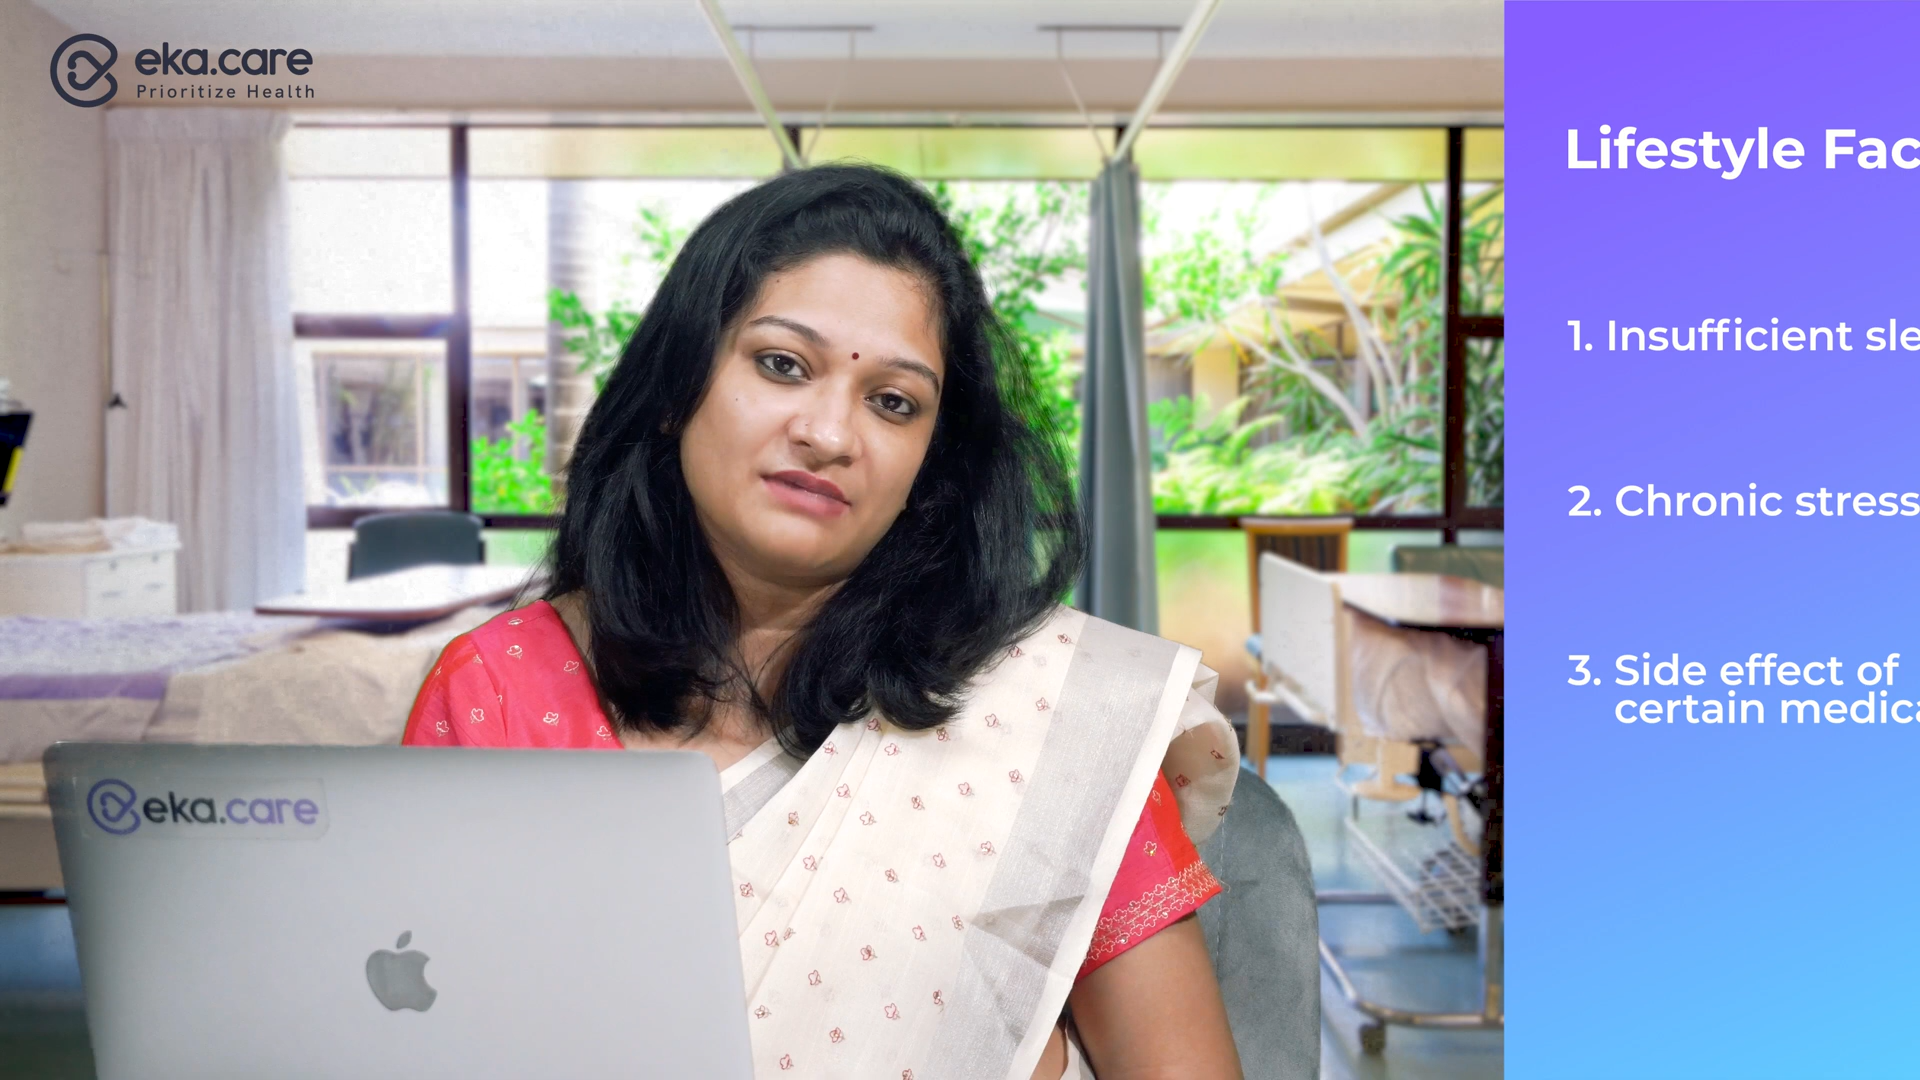 eka.care
Prioritize Health
Lifestyle Fac
1. Insufficient sle
2. Chronic stress
3. Side effect of
certain medica
eka.care